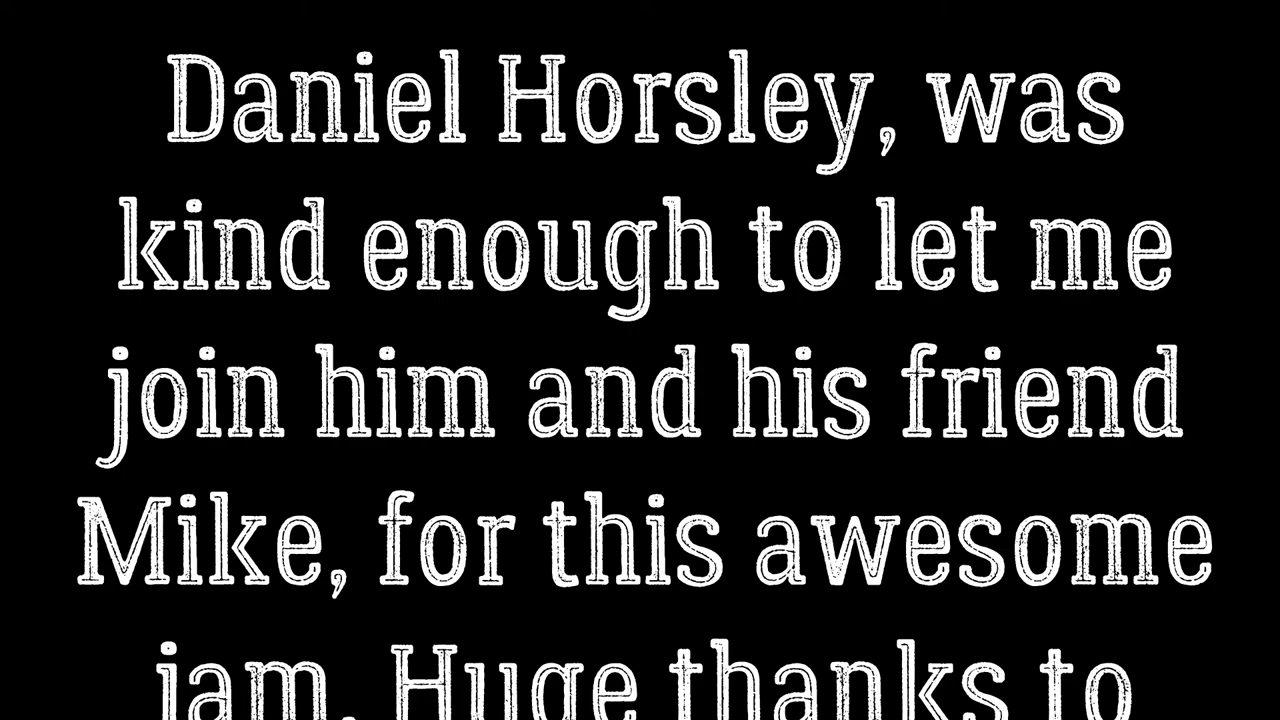 Daniel Horsley, was
kind enough to let me
join him and his friend
Mike, for this awesome
jam. Huge thanks to